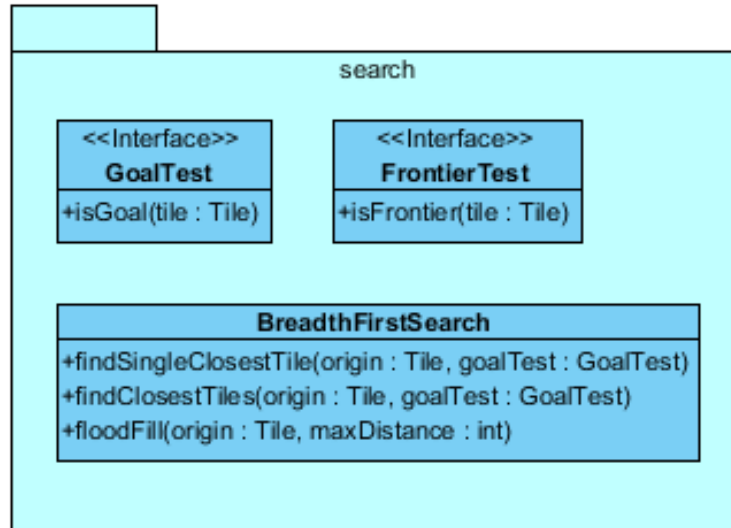 search
<<Interface>>
GoalTest
+isGoal(tile : Tile)
<<Interface>>
FrontierTest
+isFrontier(tile : Tile)
BreadthFirstSearch
+findSingleClosestTile(origin : Tile, goalTest : GoalTest)
+findClosestTiles(origin : Tile, goalTest : GoalTest)
+floodFill(origin : Tile, maxDistance : int)